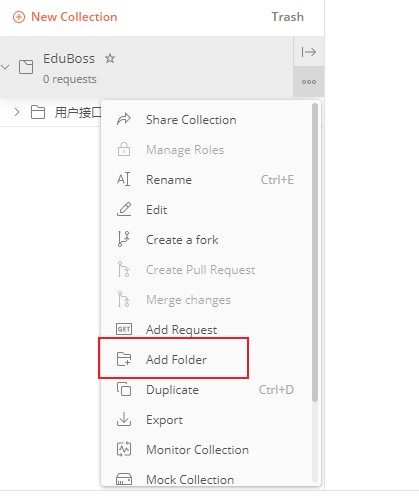 New Collection
Trash
EduBoss
0 requests
用户接口
Share Collection
Manage Roles
Rename Ctrl+E
Edit
Create a fork
Create Pull Request
Merge changes
GET Add Request
Add Folder
Duplicate Ctrl+D
Export
Monitor Collection
Mock Collection